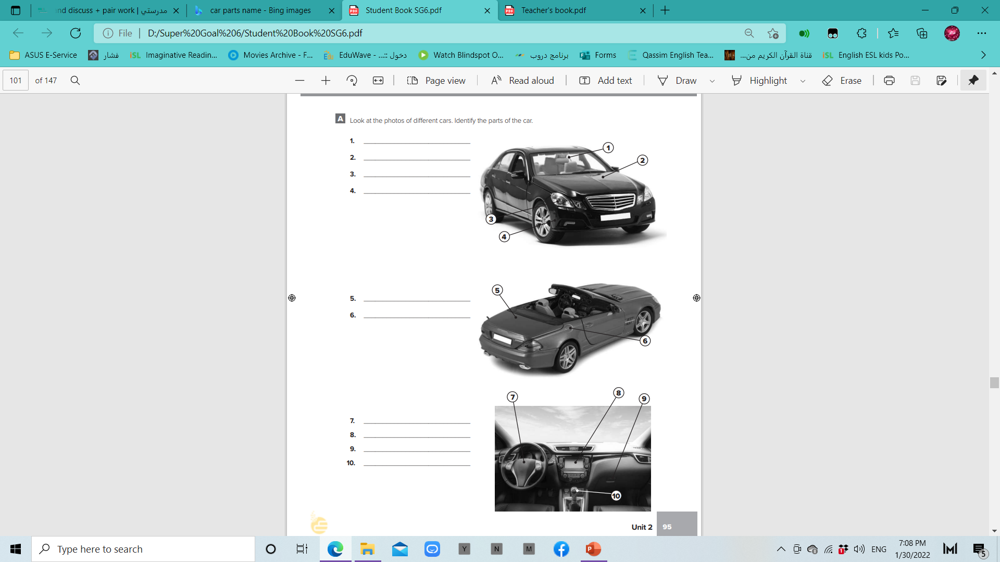 nd discuss + pair work | مدرستي
car parts name - Bing images
Student Book SG6.pdf
Teacher's book.pdf
File
D:/Super%20Goal%206/Student%20Book%20SG6.pdf
ASUS E-Service
فشار
iSL Imaginative Readin...
Movies Archive - F...
EduWave - ...:: دخول
Watch Blindspot O...
برنامج دروب
Forms
Qassim English Tea...
قناة القرآن الكريم من...
iSL English ESL kids Po...
101 of 147
Page view
Read aloud
Add text
Draw
Highlight
Erase
A Look at the photos of different cars. Identify the parts of the car.
1.
2.
3.
4.
1
2
3
4
5.
6.
5
6
7.
8.
9.
10.
7
8
9
10
Unit 2 95
Type here to search
Y
N
M
P
1
ENG
7:08 PM
1/30/2022
5